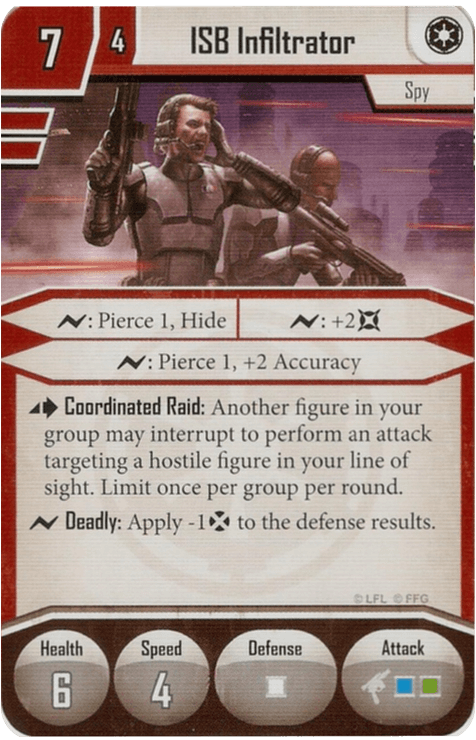 7
4
ISB Infiltrator
Spy
: Pierce 1, Hide
: +2
: Pierce 1, +2 Accuracy
Coordinated Raid: Another figure in your
group may interrupt to perform an attack
targeting a hostile figure in your line of
sight. Limit once per group per round.
Deadly: Apply -1 to the defense results.
© LFL © FFG
Health
Speed
Defense
Attack
6
4